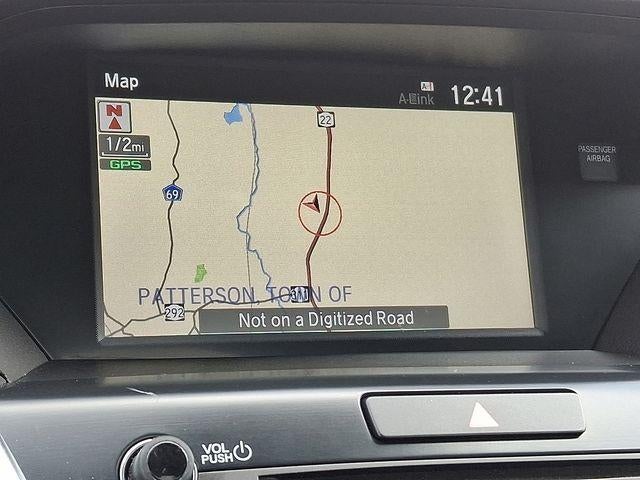 Map
A-Link
12:41
N
1/2mi
GPS
22
69
PATTERSON, TOWN OF
292
311
Not on a Digitized Road
PASSENGER
AIRBAG
VOL
PUSH